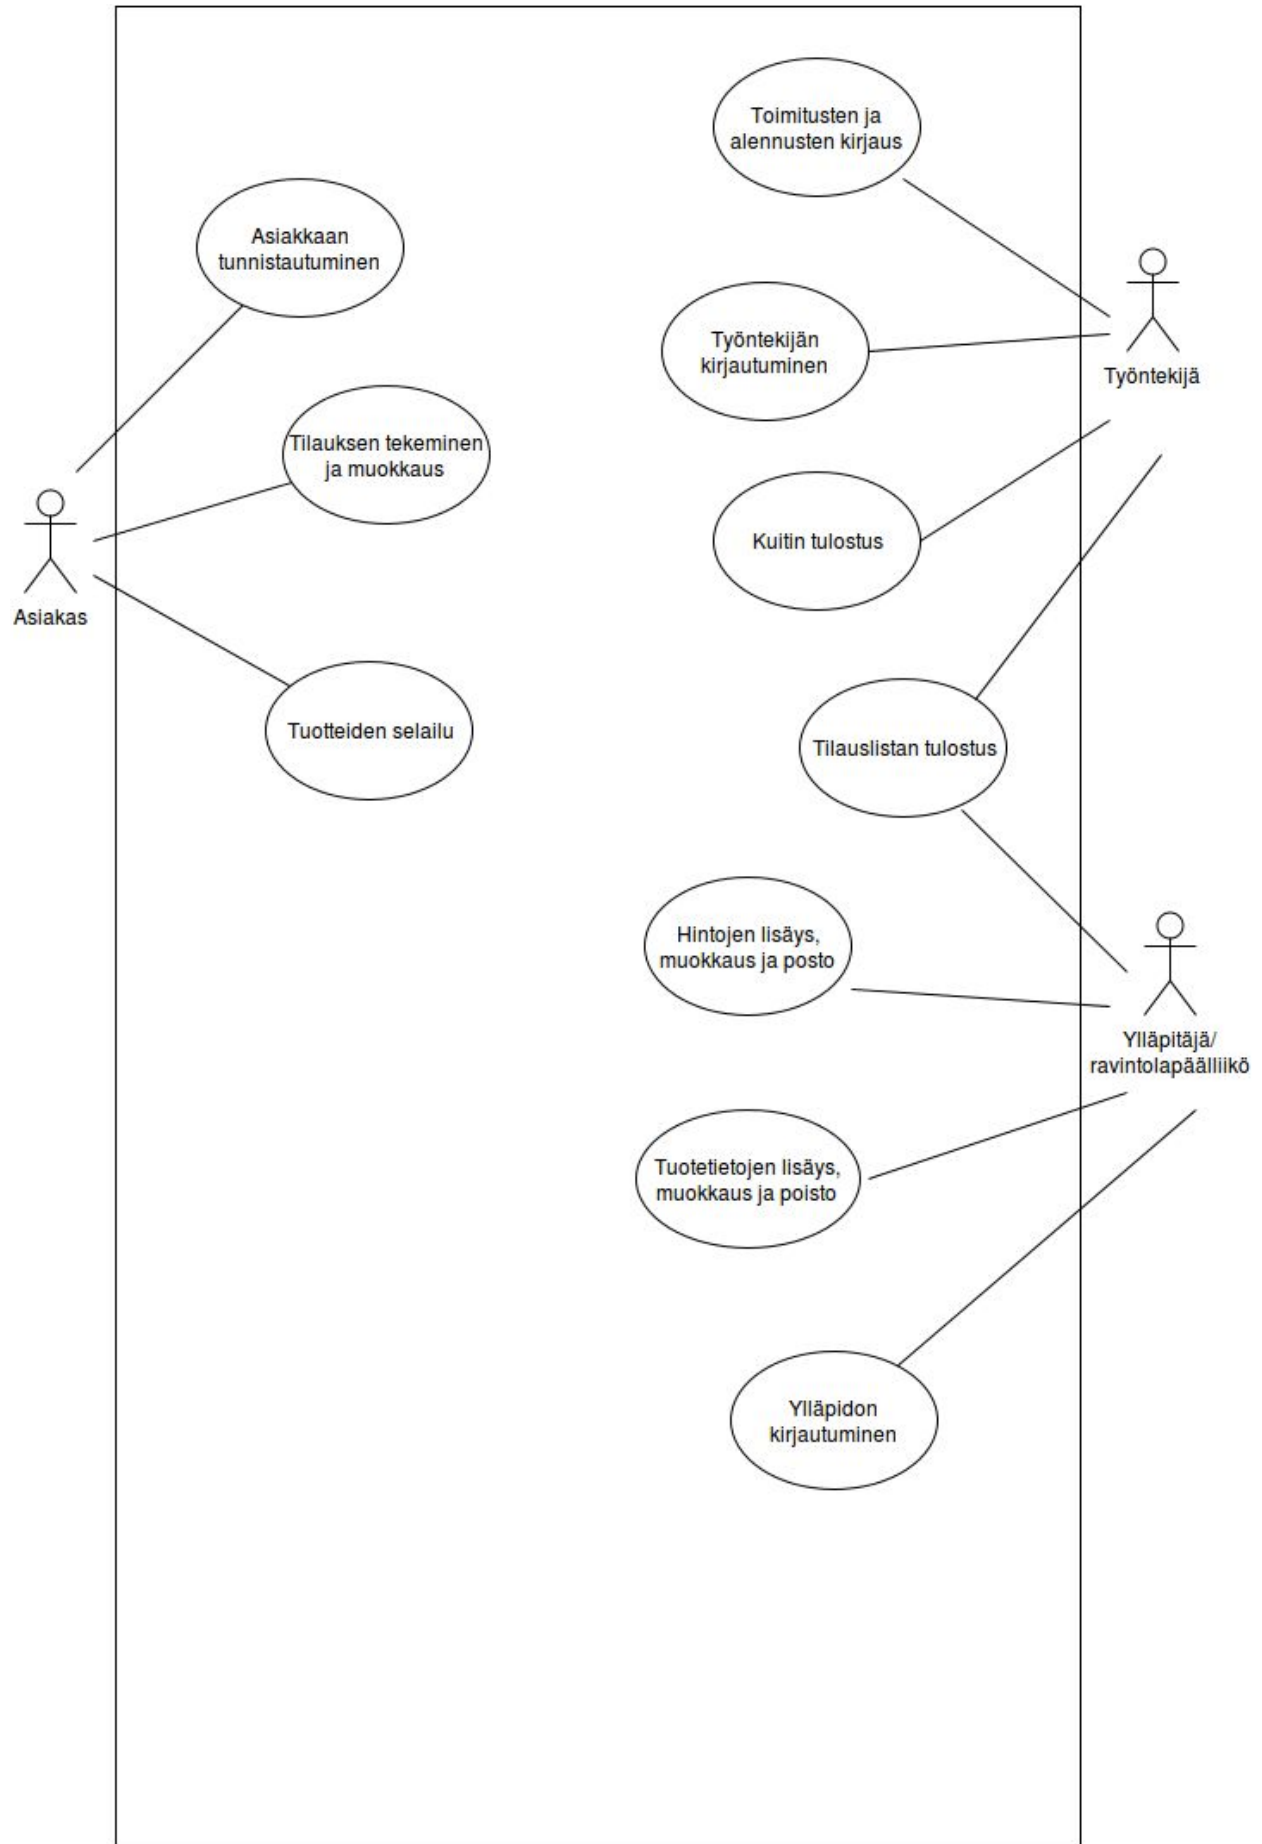 Toimitusten ja
alennusten kirjaus
Asiakkaan
tunnistautuminen
Työntekijän
kirjautuminen
Työntekijä
Tilauksen tekeminen
ja muokkaus
Kuitin tulostus
Asiakas
Tuotteiden selailu
Tilauslistan tulostus
Hintojen lisäys,
muokkaus ja posto
Ylläpitäjä/
ravintolapäälliikö
Tuotetietojen lisäys,
muokkaus ja poisto
Ylläpidon
kirjautuminen